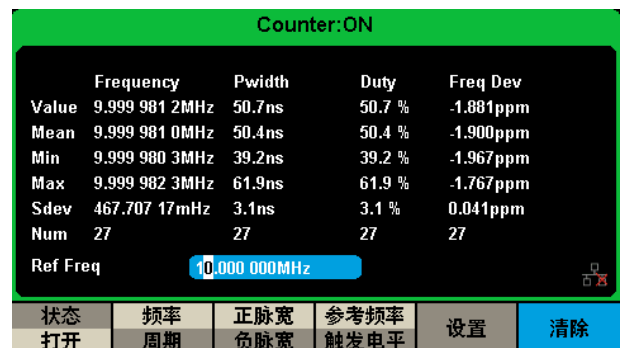 Counter:ON
Frequency Pwidth Duty Freq Dev
Value 9.999 981 2MHz 50.7ns 50.7 % -1.881ppm
Mean 9.999 981 0MHz 50.4ns 50.4 % -1.900ppm
Min 9.999 980 3MHz 39.2ns 39.2 % -1.967ppm
Max 9.999 982 3MHz 61.9ns 61.9 % -1.767ppm
Sdev 467.707 17mHz 3.1ns 3.1 % 0.041ppm
Num 27 27 27 27
Ref Freq 10.000 000MHz
状态 频率 正脉宽 参考频率 设置 清除
打开 周期 负脉宽 触发电平